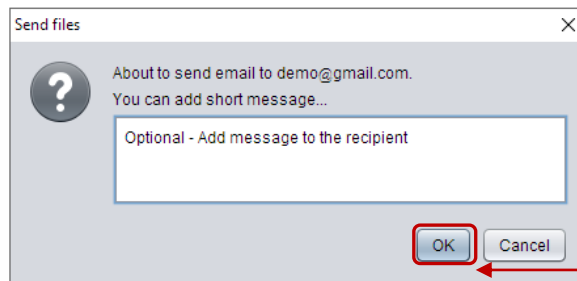 Send files
About to send email to demo@gmail.com.
You can add short message...
Optional - Add message to the recipient
OK
Cancel